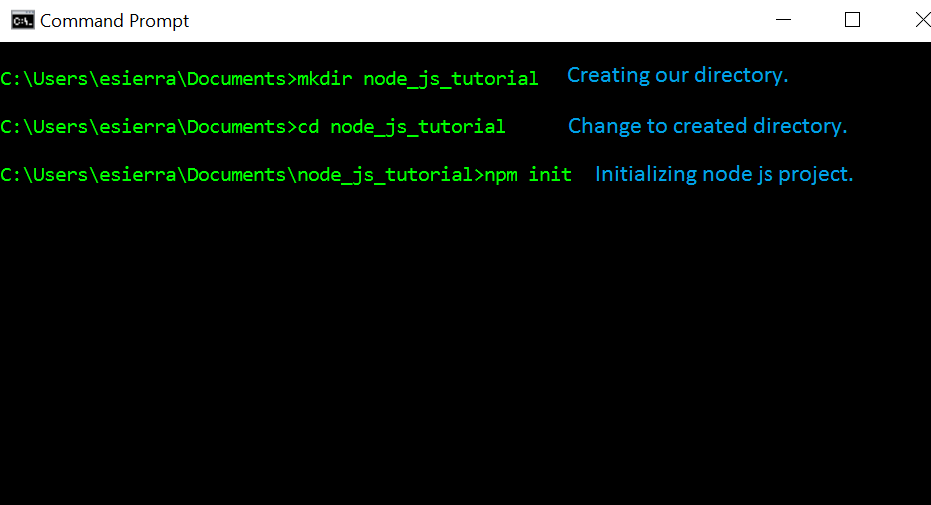 Command Prompt
C:\Users\esierra\Documents>mkdir node_js_tutorial Creating our directory.
C:\Users\esierra\Documents>cd node_js_tutorial Change to created directory.
C:\Users\esierra\Documents\node_js_tutorial>npm init Initializing node js project.